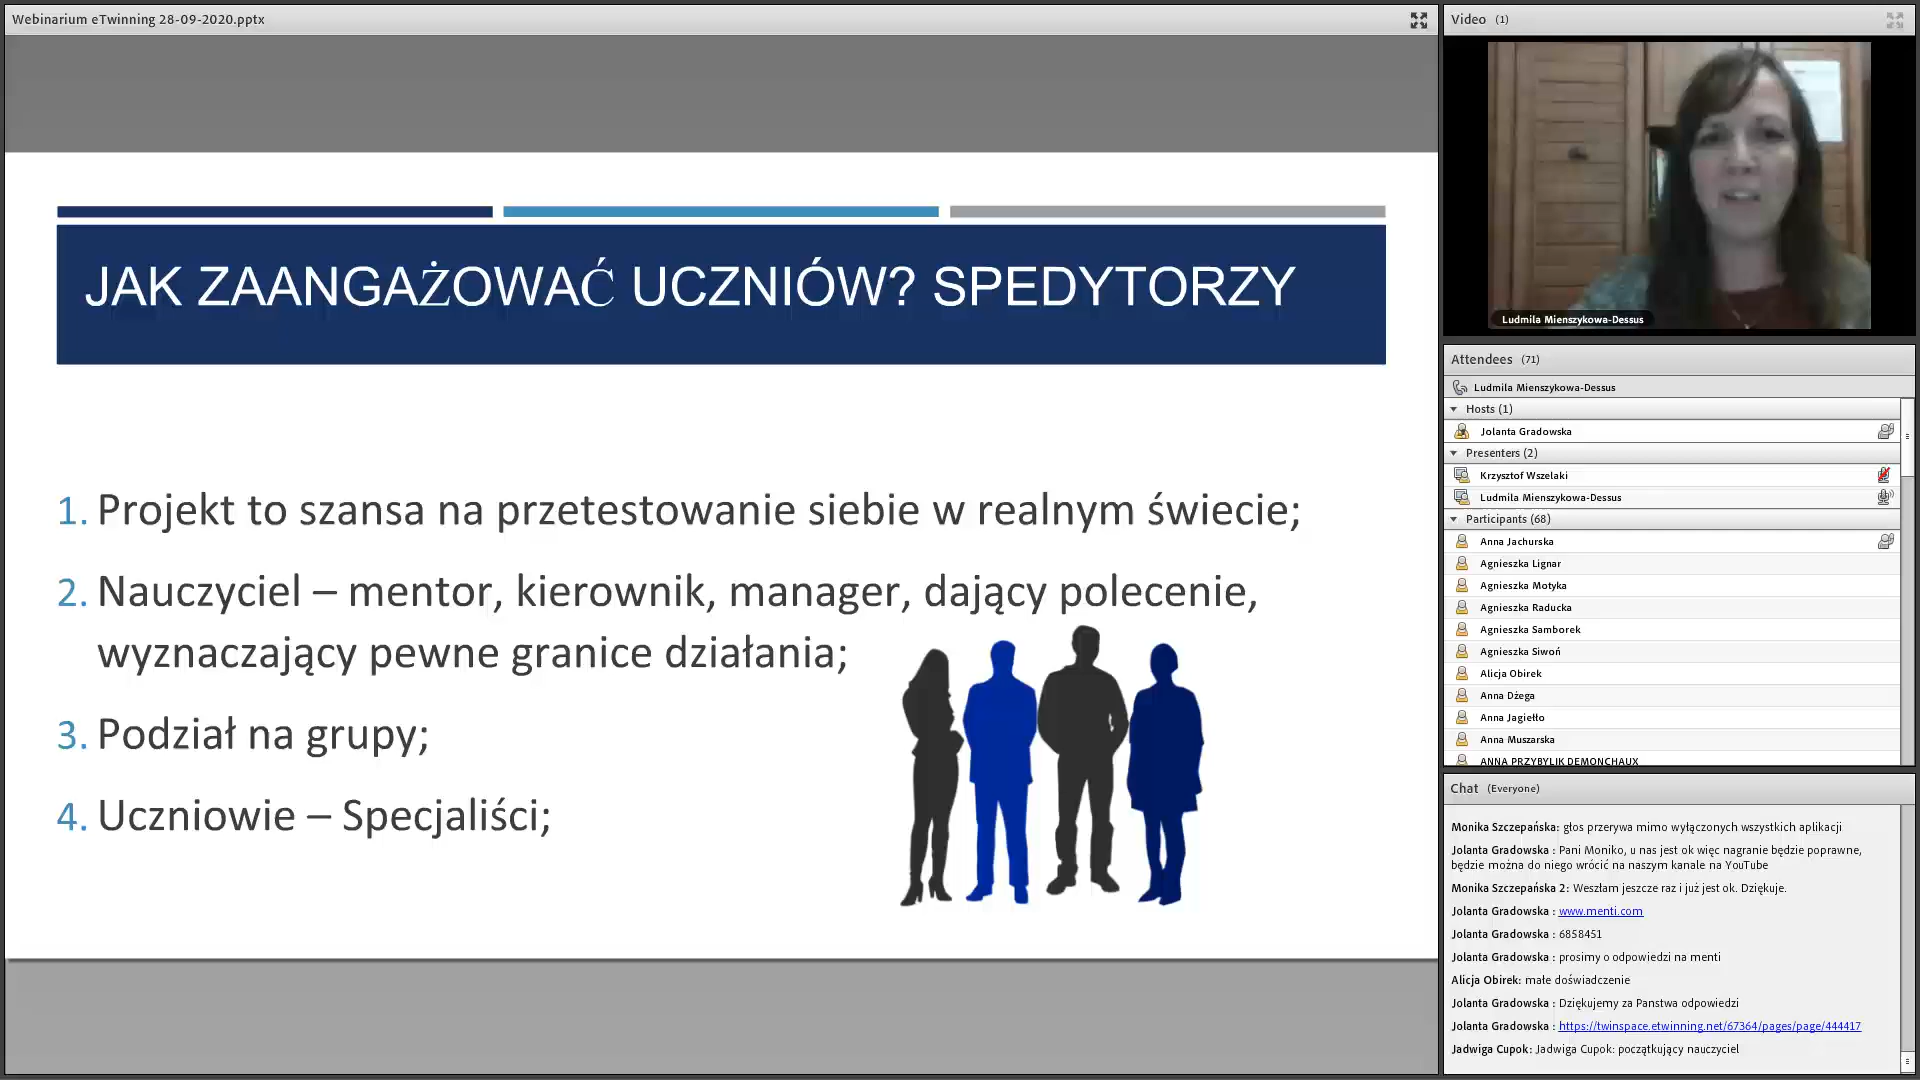 Webinarium eTwinning 28-09-2020.pptx
JAK ZAANGAŻOWAĆ UCZNIÓW? SPEDYTORZY
1. Projekt to szansa na przetestowanie siebie w realnym świecie;
2. Nauczyciel – mentor, kierownik, manager, dający polecenie,
wyznaczający pewne granice działania;
3. Podział na grupy;
4. Uczniowie – Specjaliści;
Video (1)
Ludmila Mienszykowa-Dessus
Attendees (71)
Ludmila Mienszykowa-Dessus
Hosts (1)
Jolanta Gradowska
Presenters (2)
Krzysztof Wszelaki
Ludmila Mienszykowa-Dessus
Participants (68)
Anna Jachurska
Agnieszka Lignar
Agnieszka Motyka
Agnieszka Raducka
Agnieszka Samborek
Agnieszka Siwoń
Alicja Obirek
Anna Dżega
Anna Jagiełło
Anna Muszarska
ANNA PRZYBYLIK DEMONCHAUX
Chat (Everyone)
Monika Szczepańska: głos przerywa mimo wyłączonych wszystkich aplikacji
Jolanta Gradowska : Pani Moniko, u nas jest ok więc nagranie będzie poprawne,
będzie można do niego wrócić na naszym kanale na YouTube
Monika Szczepańska 2: Weszłam jeszcze raz i już jest ok. Dziękuje.
Jolanta Gradowska : www.menti.com
Jolanta Gradowska : 6858451
Jolanta Gradowska : prosimy o odpowiedzi na menti
Alicja Obirek: małe doświadczenie
Jolanta Gradowska : Dziękujemy za Panstwa odpowiedzi
Jolanta Gradowska : https://twinspace.etwinning.net/67364/pages/page/444417
Jadwiga Cupok: Jadwiga Cupok: początkujący nauczyciel